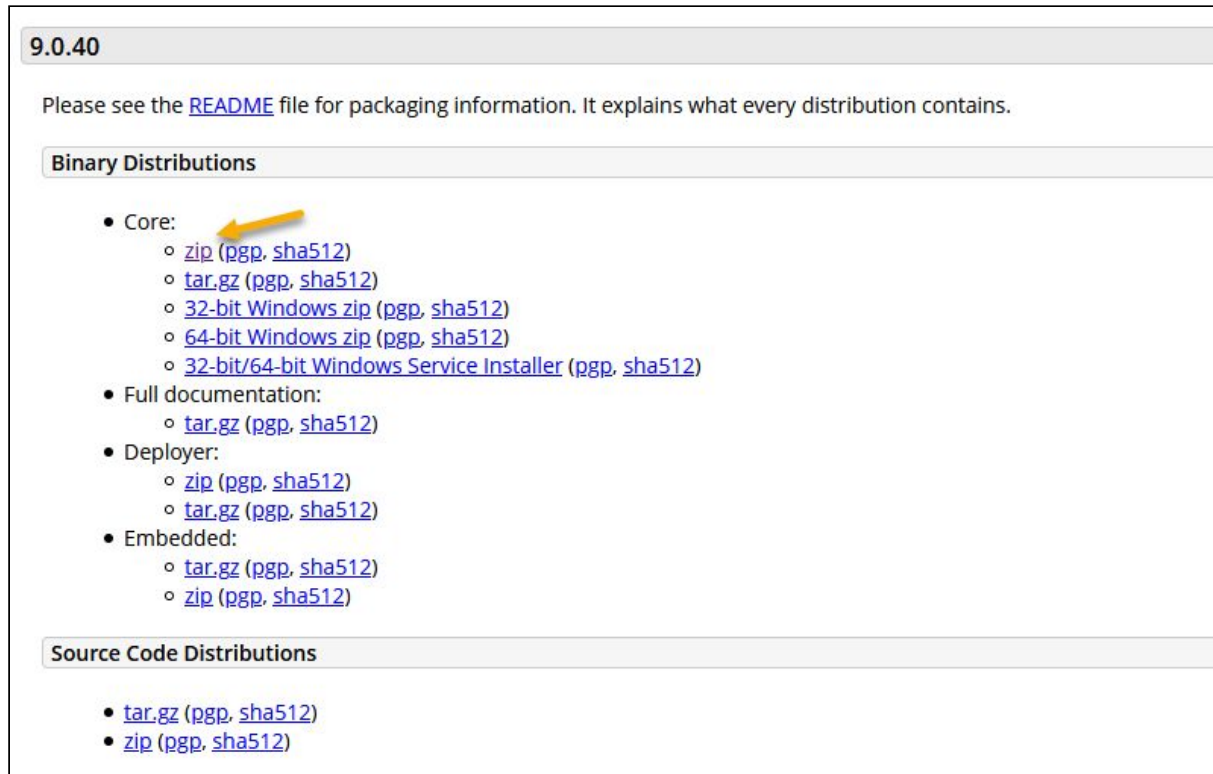 9.0.40
Please see the README file for packaging information. It explains what every distribution contains.
Binary Distributions
Core:
zip (pgp, sha512)
tar.gz (pgp, sha512)
32-bit Windows zip (pgp, sha512)
64-bit Windows zip (pgp, sha512)
32-bit/64-bit Windows Service Installer (pgp, sha512)
Full documentation:
tar.gz (pgp, sha512)
Deployer:
zip (pgp, sha512)
tar.gz (pgp, sha512)
Embedded:
tar.gz (pgp, sha512)
zip (pgp, sha512)
Source Code Distributions
tar.gz (pgp, sha512)
zip (pgp, sha512)